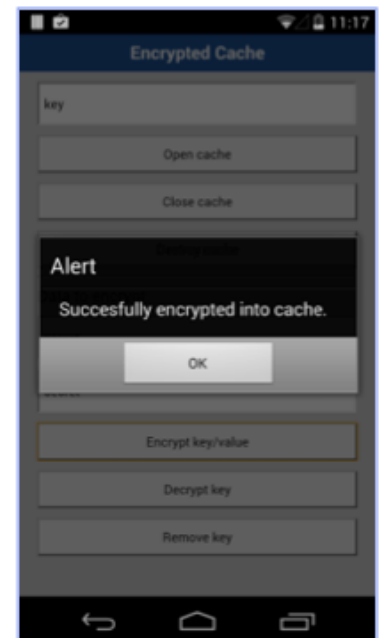 11:17
Encrypted Cache
key
Open cache
Close cache
Alert
Succesfully encrypted into cache.
OK
Encrypt key/value
Decrypt key
Remove key